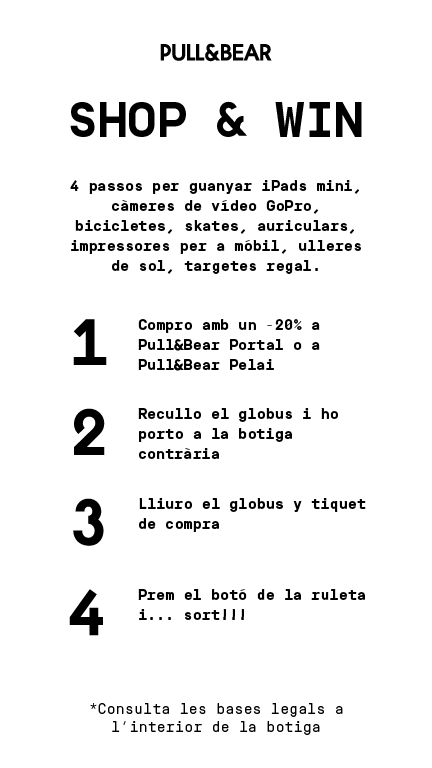 PULL&BEAR
SHOP & WIN
4 passos per guanyar iPads mini,
càmeres de vídeo GoPro,
bicicletes, skates, auriculars,
impressores per a móbil, ulleres
de sol, targetes regal.
1
Compro amb un -20% a
Pull&Bear Portal o a
Pull&Bear Pelai
2
Recullo el globus i ho
porto a la botiga
contrària
3
Lliuro el globus y tiquet
de compra
4
Prem el botó de la ruleta
i... sort!!!
*Consulta les bases legals a
l'interior de la botiga